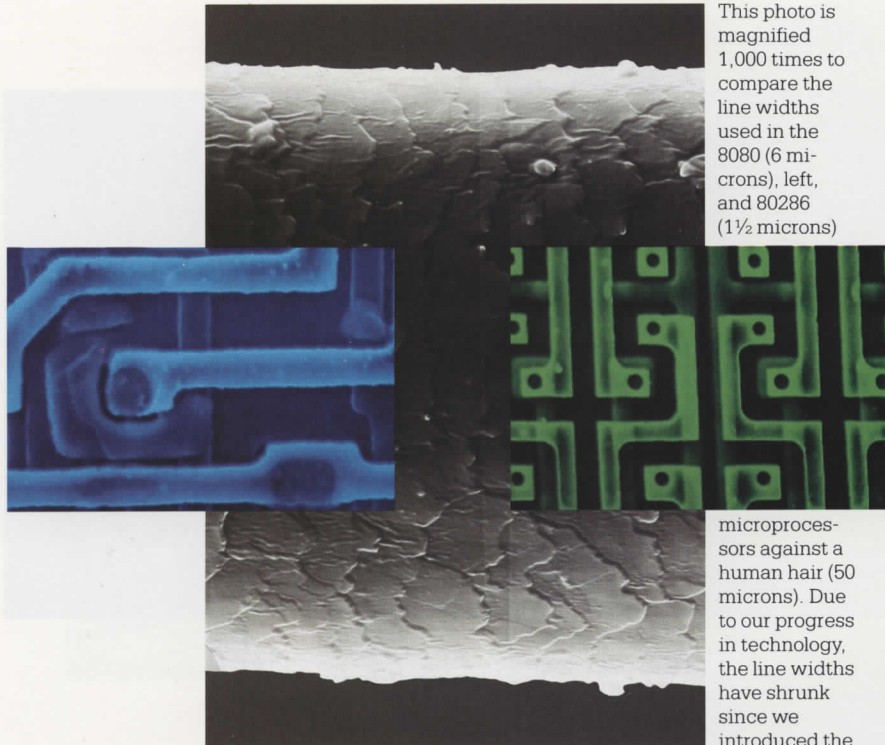 This photo is
magnified
1,000 times to
compare the
line widths
used in the
8080 (6 mi-
crons), left,
and 80286
(1½ microns)
microproces-
sors against a
human hair (50
microns). Due
to our progress
in technology,
the line widths
have shrunk
since we
introduced the